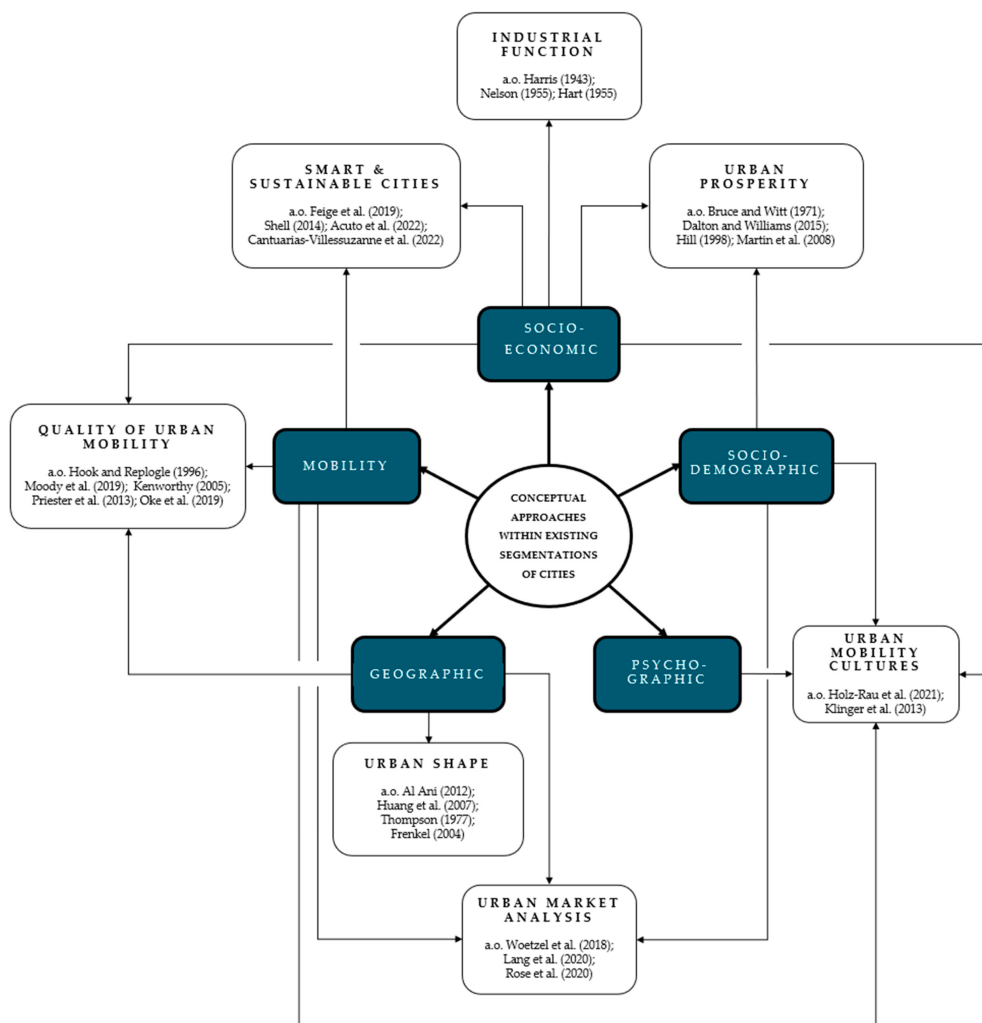 INDUSTRIAL
FUNCTION
a.o. Harris (1943);
Nelson (1955); Hart (1955)
SMART &
SUSTAINABLE CITIES
a.o. Feige et al. (2019);
Shell (2014); Acuto et al. (2022);
Cantuarias-Villessuzanne et al. (2022)
URBAN
PROSPERITY
a.o. Bruce and Witt (1971);
Dalton and Williams (2015);
Hill (1998); Martin et al. 2008)
SOCIO-
ECONOMIC
QUALITY OF URBAN
MOBILITY
a.o. Hook and Replogle (1996);
Moody et al. (2019); Kenworthy (2005);
Priester et al. (2013); Oke et al. (2019)
MOBILITY
SOCIO-
DEMOGRAPHIC
CONCEPTUAL
APPROACHES
WITHIN EXISTING
SEGMENTATIONS
OF CITIES
GEOGRAPHIC
PSYCHO-
GRAPHIC
URBAN
MOBILITY
CULTURES
a.o. Holz-Rau et al. (2021);
Klinger et al. (2013)
URBAN SHAPE
a.o. Al Ani (2012);
Huang et al. (2007);
Thompson (1977);
Frenkel (2004)
URBAN MARKET
ANALYSIS
a.o. Woetzel et al. (2018);
Lang et al. (2020);
Rose et al. (2020)